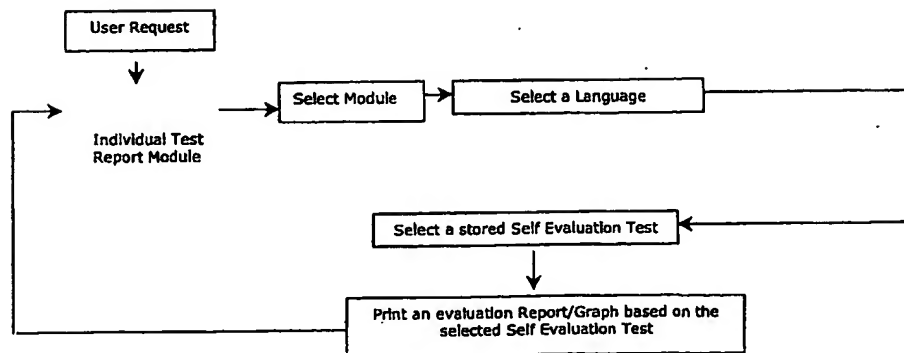 User Request
Select Module
Select a Language
Individual Test
Report Module
Select a stored Self Evaluation Test
Print an evaluation Report/Graph based on the
selected Self Evaluation Test